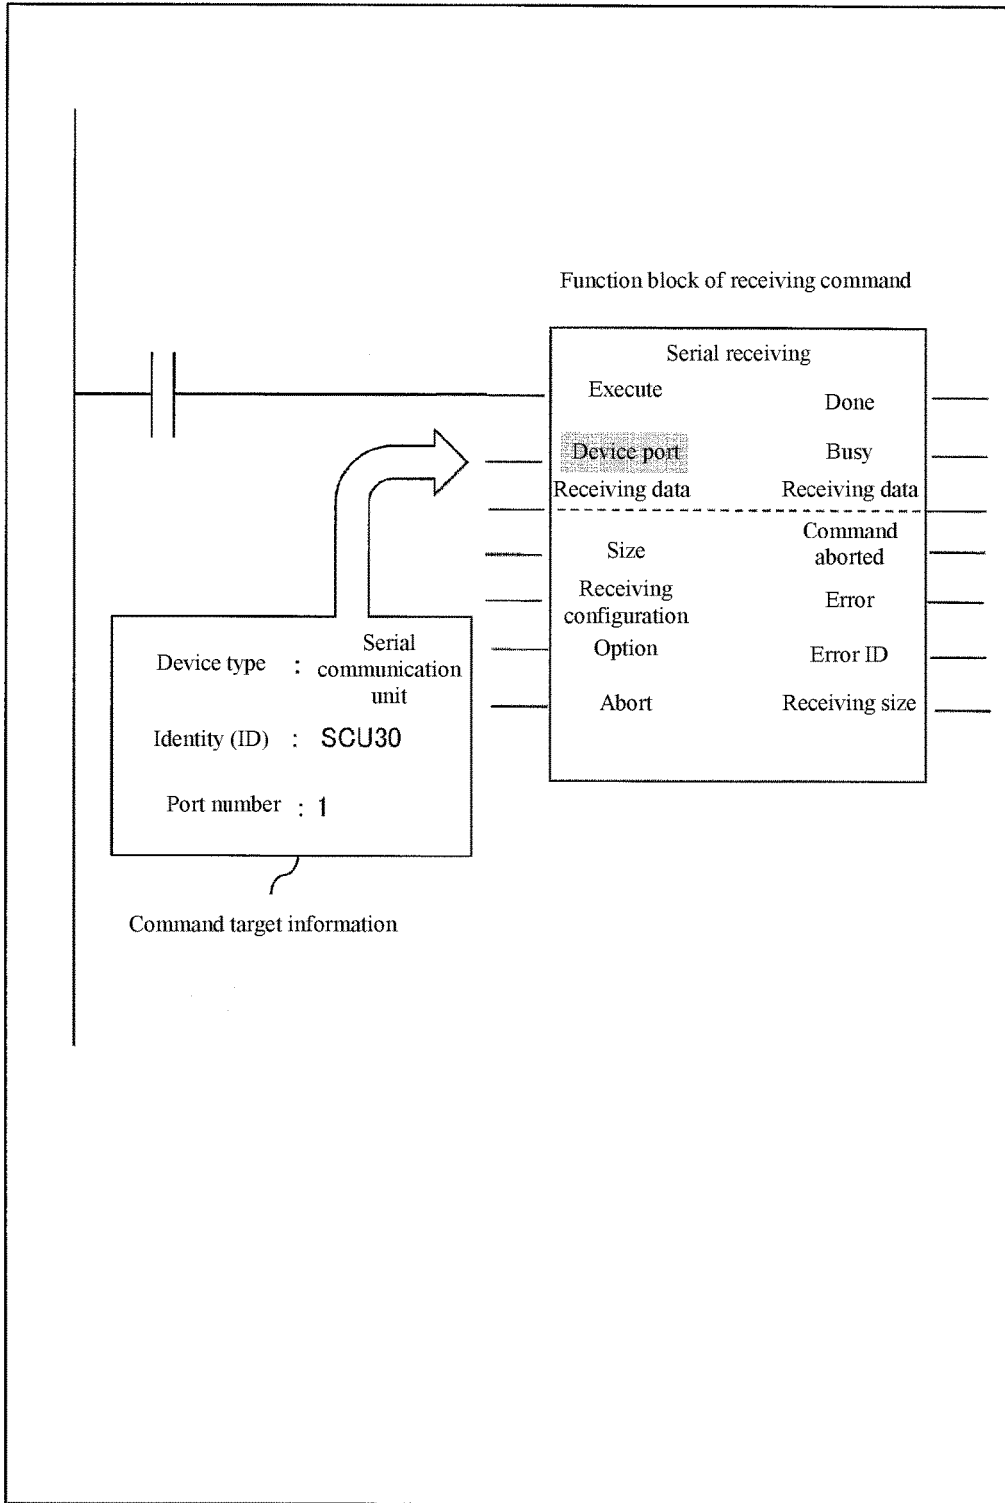 Function block of receiving command
Serial receiving
Execute
Done
Device port
Busy
Receiving data
Receiving data
Size
Command
aborted
Receiving
configuration
Error
Option
Error ID
Abort
Receiving size
Device type : Serial
communication
unit
Identity (ID) : SCU30
Port number : 1
Command target information